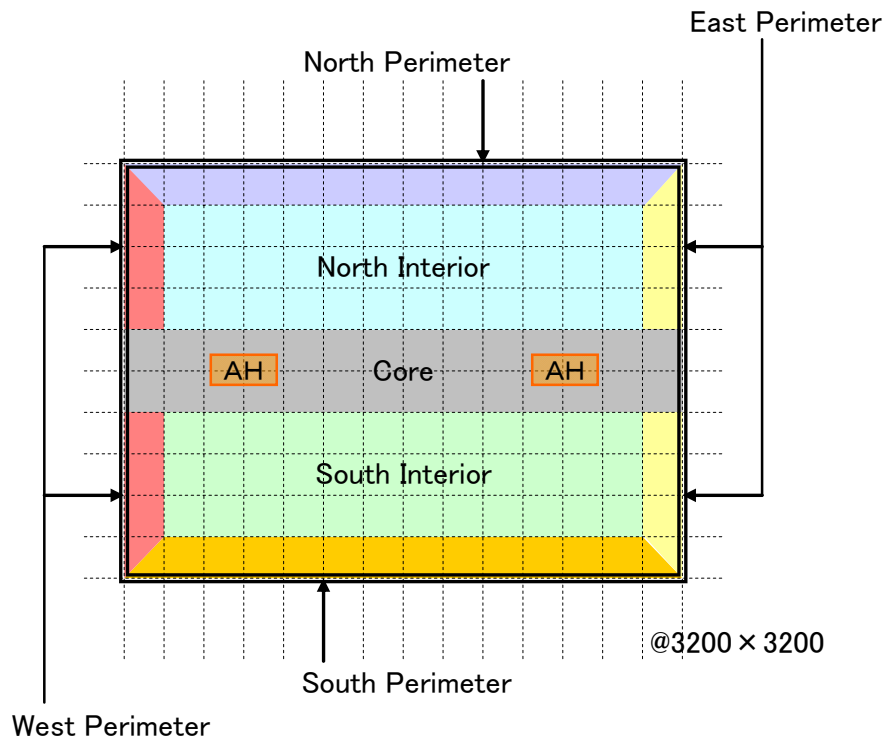 East Perimeter
North Perimeter
North Interior
AH Core AH
South Interior
@3200×3200
South Perimeter
West Perimeter